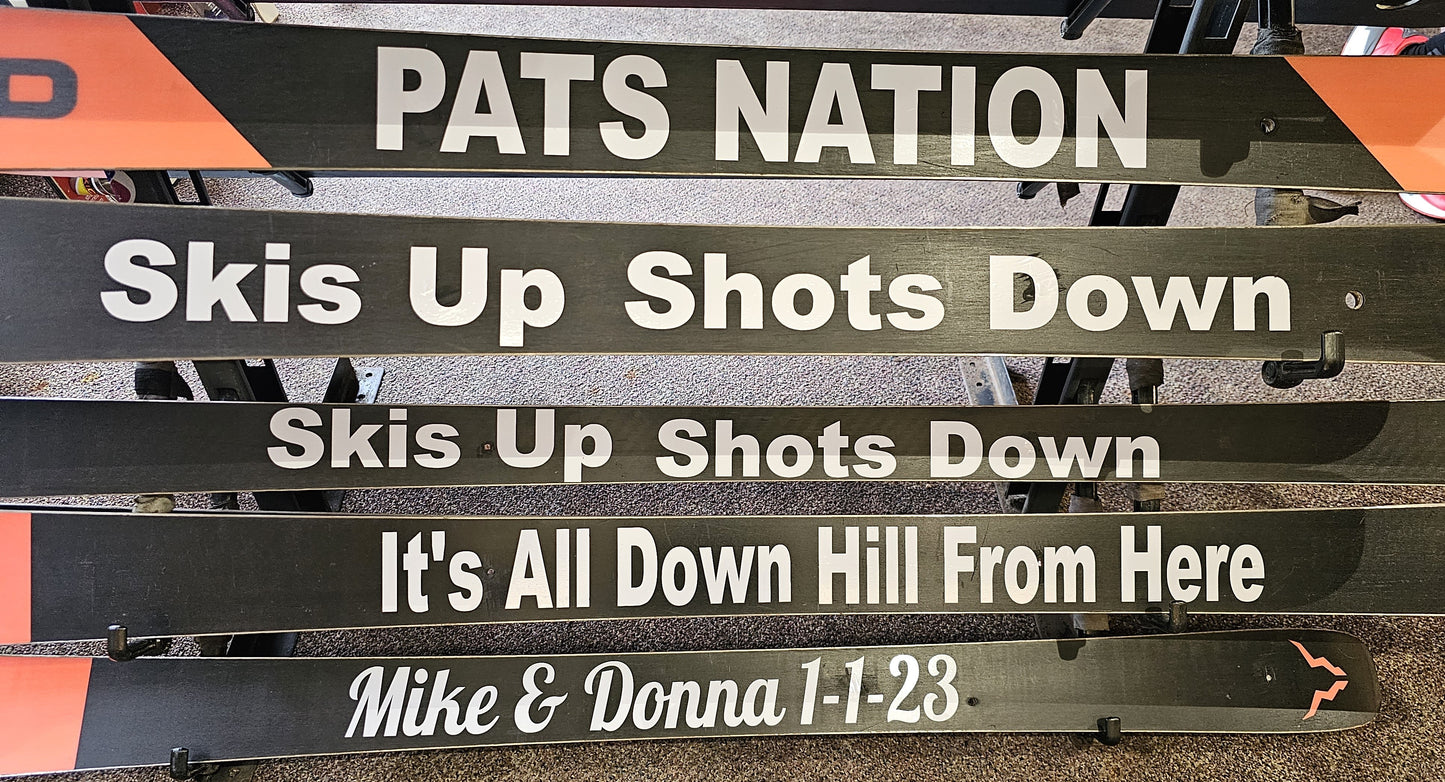 PATS NATION
Skis Up Shots Down
Skis Up Shots Down
It's All Down Hill From Here
Mike & Donna 1-1-23